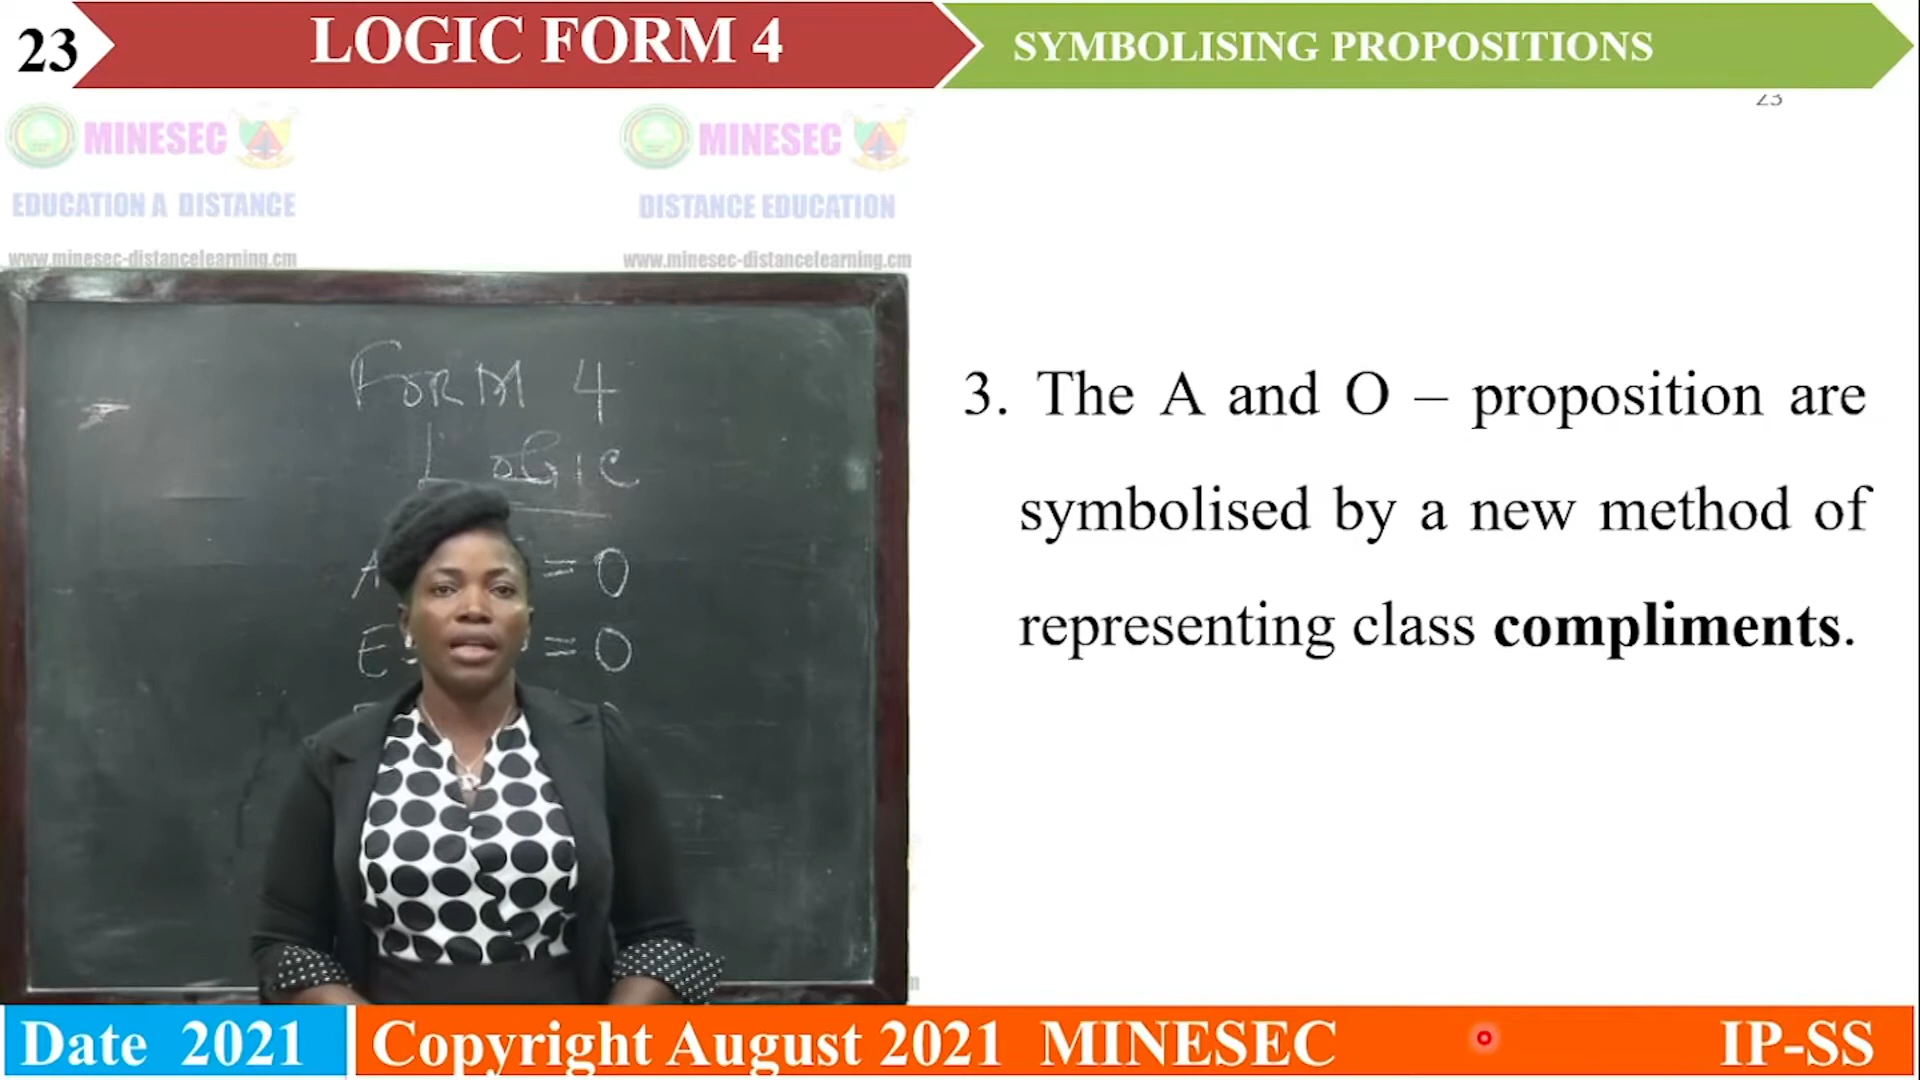 23
LOGIC FORM 4
SYMBOLISING PROPOSITIONS
23
MINESEC
MINESEC
EDUCATION A DISTANCE
DISTANCE EDUCATION
www.minesec-distancelearning.cm
www.minesec-distancelearning.cm
FORM 4
LOGIC
A = 0
E = 0
3. The A and O – proposition are
symbolised by a new method of
representing class compliments.
Date 2021
Copyright August 2021 MINESEC
IP-SS